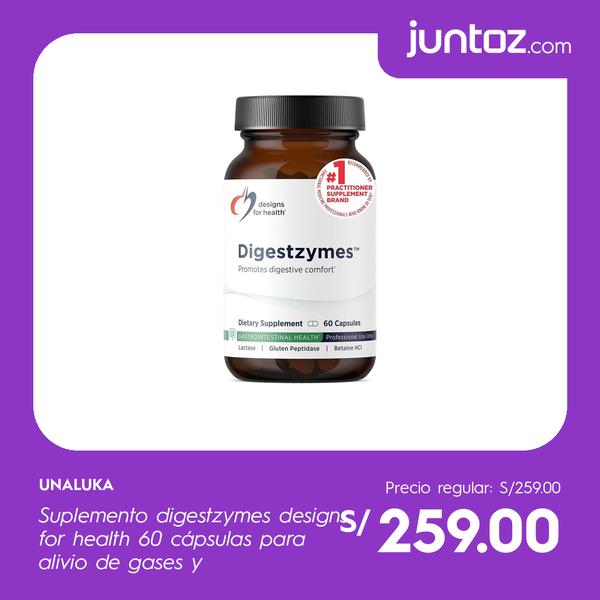 juntoz.com
#1
PRACTITIONER
SUPPLEMENT
BRAND
designs
for health
Digestzymes™
Promotes digestive comfort
Dietary Supplement 60 Capsules
GASTROINTESTINAL HEALTH Professional Use Only
Lactase | Gluten Peptidase | Betaine HCl
UNALUKA
Precio regular: S/259.00
Suplemento digestzymes designs
for health 60 cápsulas para
alivio de gases y
S/ 259.00